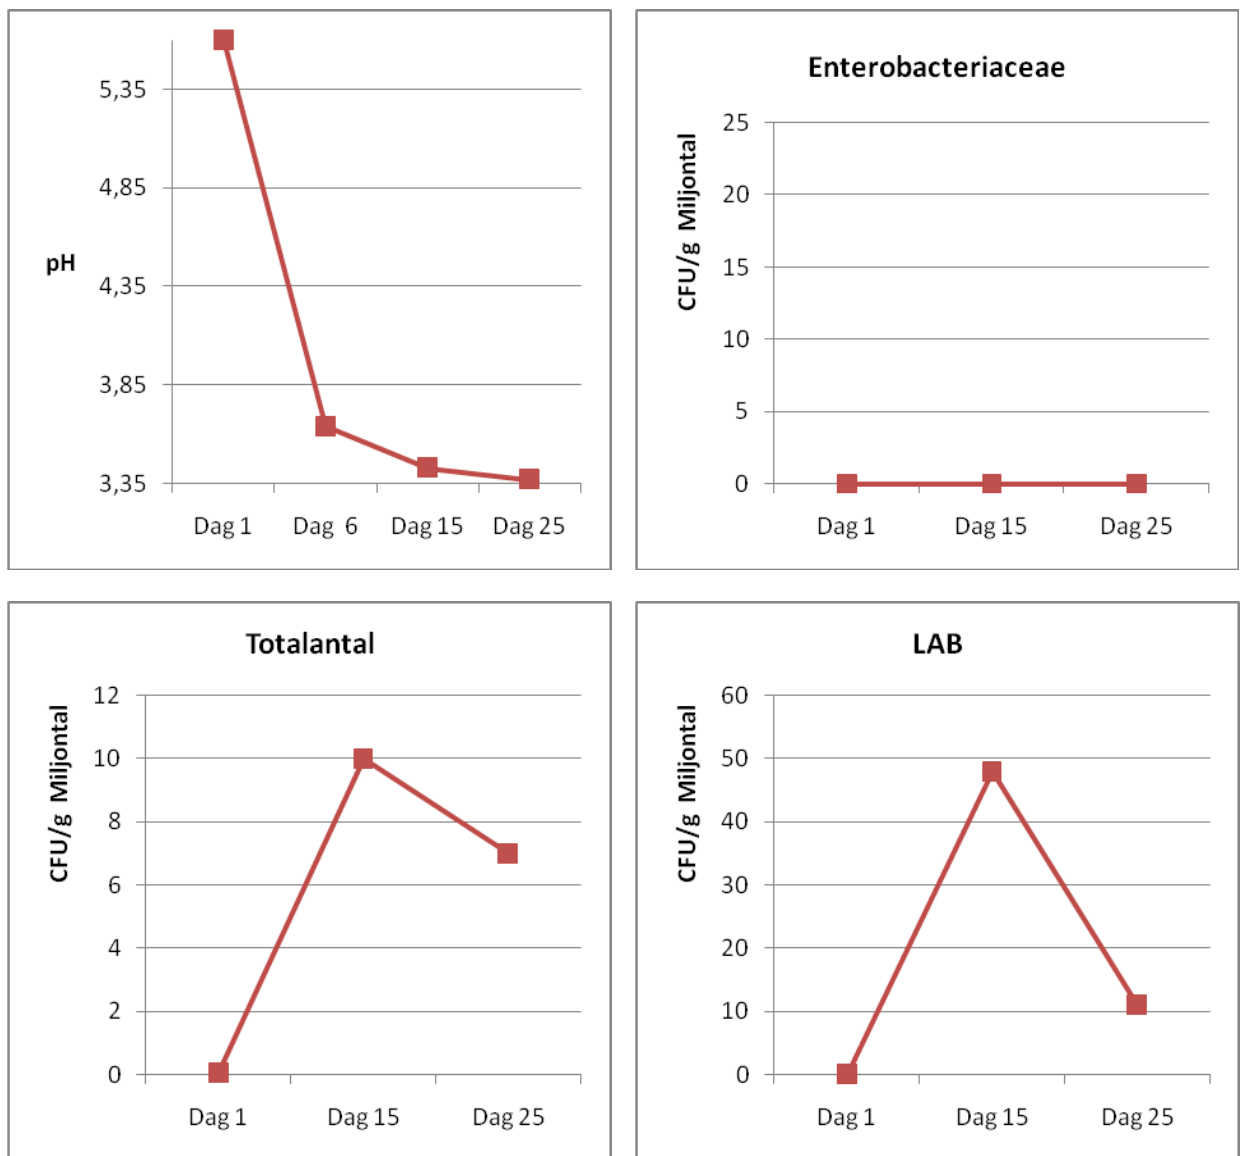 5,35
4,85
pH
4,35
3,85
3,35
Dag 1 Dag 6 Dag 15 Dag 25
Enterobacteriaceae
CFU/g Miljontal
25
20
15
10
5
0
Dag 1 Dag 15 Dag 25
Totalantal
CFU/g Miljontal
12
10
8
6
4
2
0
Dag 1 Dag 15 Dag 25
LAB
CFU/g Miljontal
60
50
40
30
20
10
0
Dag 1 Dag 15 Dag 25